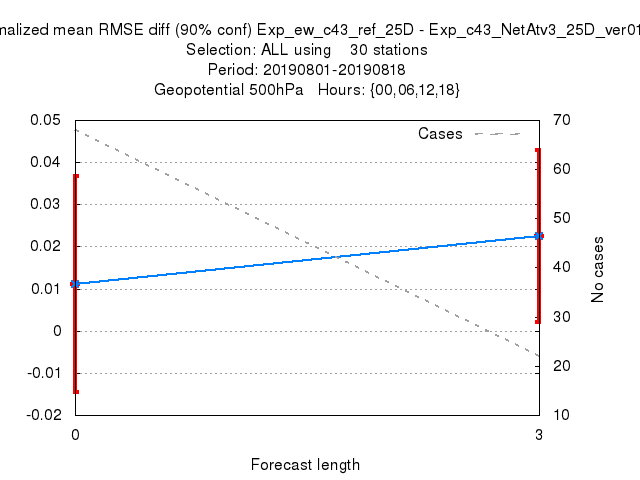 malized mean RMSE diff (90% conf) Exp_ew_c43_ref_25D - Exp_c43_NetAtv3_25D_ver01
Selection: ALL using 30 stations
Period: 20190801-20190818
Geopotential 500hPa Hours: {00,06,12,18}
0.05
0.04
0.03
0.02
0.01
0
-0.01
-0.02
Cases
70
60
50
40
30
20
10
No cases
0
3
Forecast length